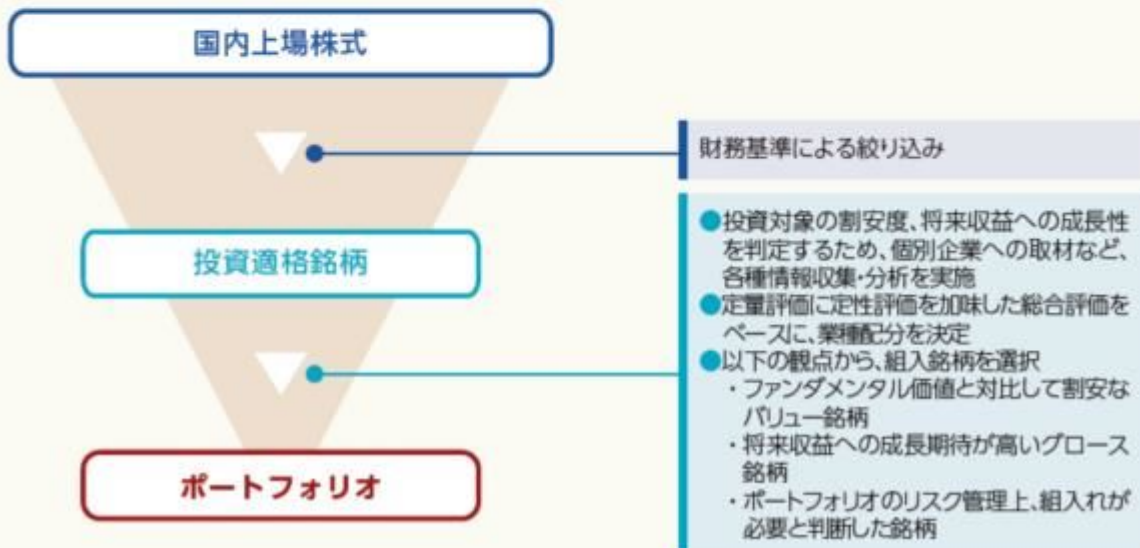 国内上場株式
財務基準による絞り込み
投資適格銘柄
●投資対象の割安度、将来収益への成長性
を判定するため、個別企業への取材など、
各種情報収集・分析を実施
●定量評価に定性評価を加味した総合評価を
ベースに、業種配分を決定
●以下の観点から、組入銘柄を選択
・ファンダメンタル価値と対比して割安な
バリュー銘柄
・将来収益への成長期待が高いグロース
銘柄
・ポートフォリオのリスク管理上、組入れが
必要と判断した銘柄
ポートフォリオ